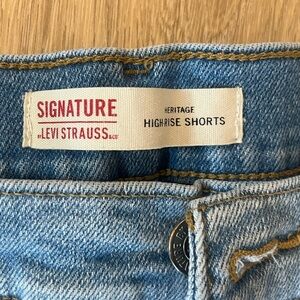 SIGNATURE
BY LEVI STRAUSS & CO
HERITAGE
HIGH RISE SHORTS